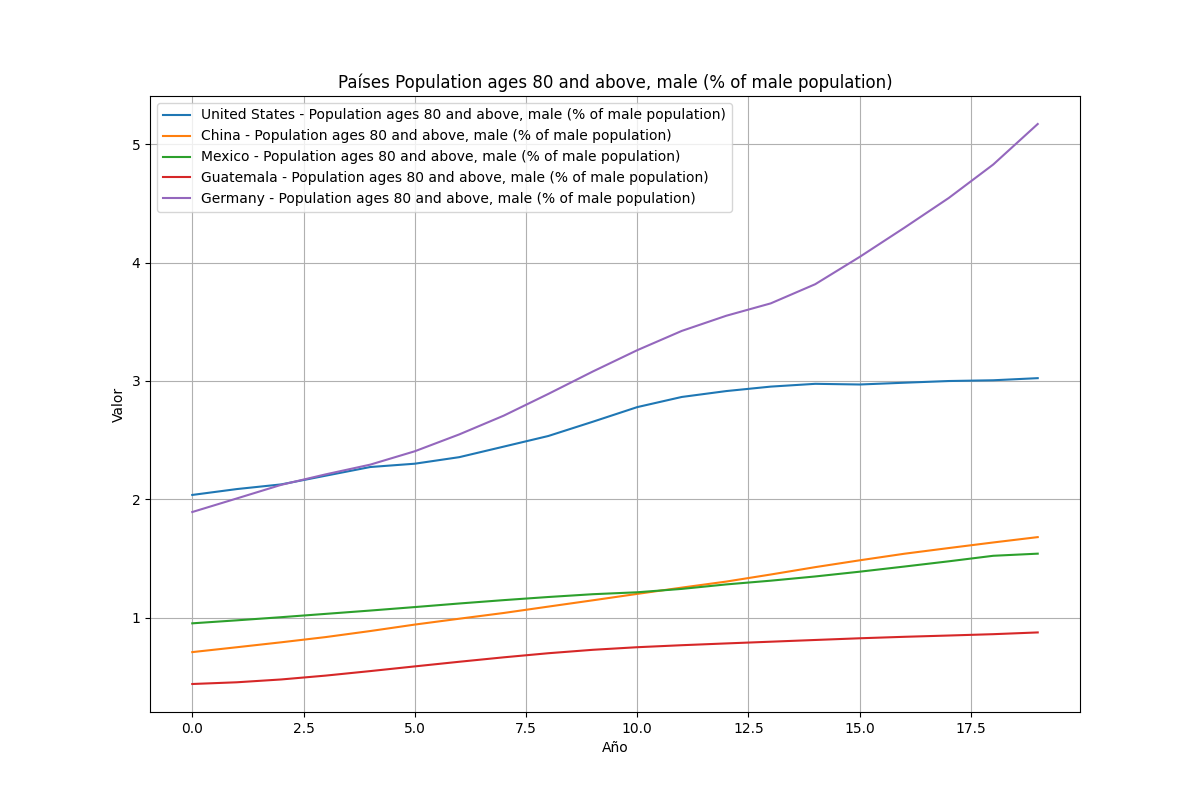 Países Population ages 80 and above, male (% of male population)
United States - Population ages 80 and above, male (% of male population)
China - Population ages 80 and above, male (% of male population)
Mexico - Population ages 80 and above, male (% of male population)
Guatemala - Population ages 80 and above, male (% of male population)
Germany - Population ages 80 and above, male (% of male population)
5
4
3
2
1
Valor
0.0 2.5 5.0 7.5 10.0 12.5 15.0 17.5
Año